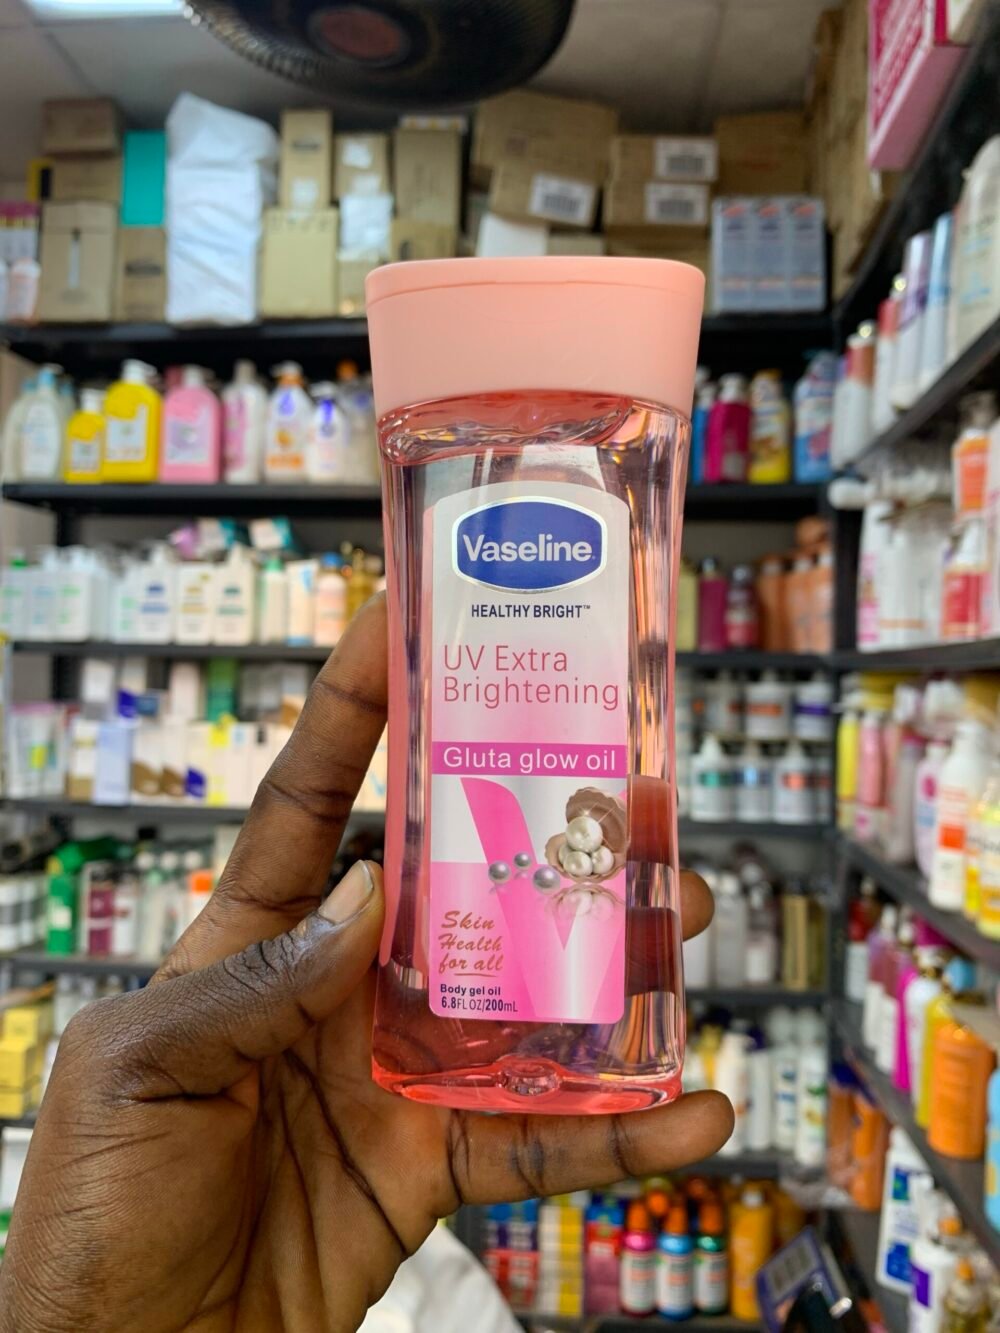 Vaseline
HEALTHY BRIGHT™
UV Extra
Brightening
Gluta glow oil
Skin
Health
for all
Body gel oil
6.8FL OZ/200mL